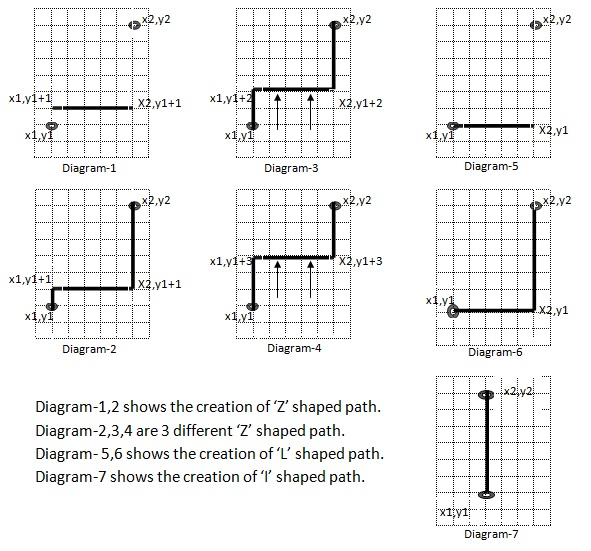 x2,y2
x1,y1+1
X2,y1+1
x1,y1
Diagram-1
x2,y2
x1,y1+2
X2,y1+2
x1,y1
Diagram-3
x2,y2
x1,y1
X2,y1
Diagram-5
x2,y2
x1,y1+1
X2,y1+1
x1,y1
Diagram-2
x2,y2
x1,y1+3
X2,y1+3
x1,y1
Diagram-4
x2,y2
x1,y1
X2,y1
Diagram-6
Diagram-1,2 shows the creation of ‘Z’ shaped path.
Diagram-2,3,4 are 3 different ‘Z’ shaped path.
Diagram- 5,6 shows the creation of ‘L’ shaped path.
Diagram-7 shows the creation of ‘I’ shaped path.
x2,y2
x1,y1
Diagram-7